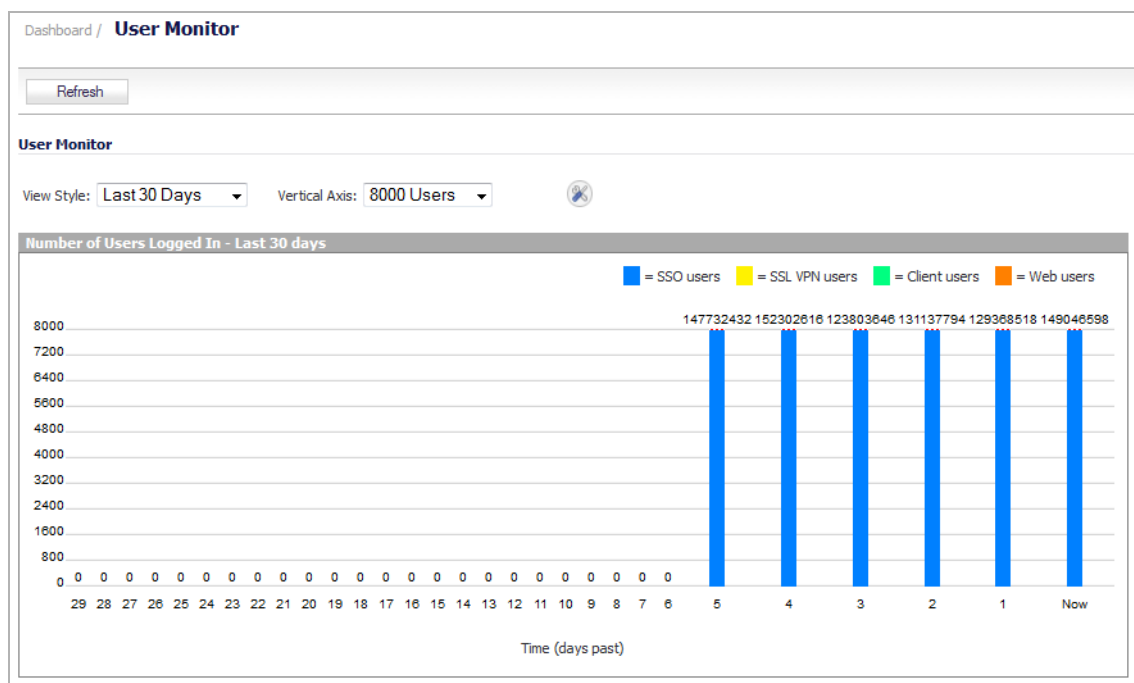 Dashboard / User Monitor
Refresh
User Monitor
View Style: Last 30 Days Vertical Axis: 8000 Users
Number of Users Logged In - Last 30 days
= SSO users = SSL VPN users = Client users = Web users
147732432 152302616 123803646 131137794 129368518 149046598
8000
7200
6400
5600
4800
4000
3200
2400
1600
800
0 0 0 0 0 0 0 0 0 0 0 0 0 0 0 0 0 0 0 0 0 0 0 0 0
29 28 27 26 25 24 23 22 21 20 19 18 17 16 15 14 13 12 11 10 9 8 7 6 5 4 3 2 1 Now
Time (days past)